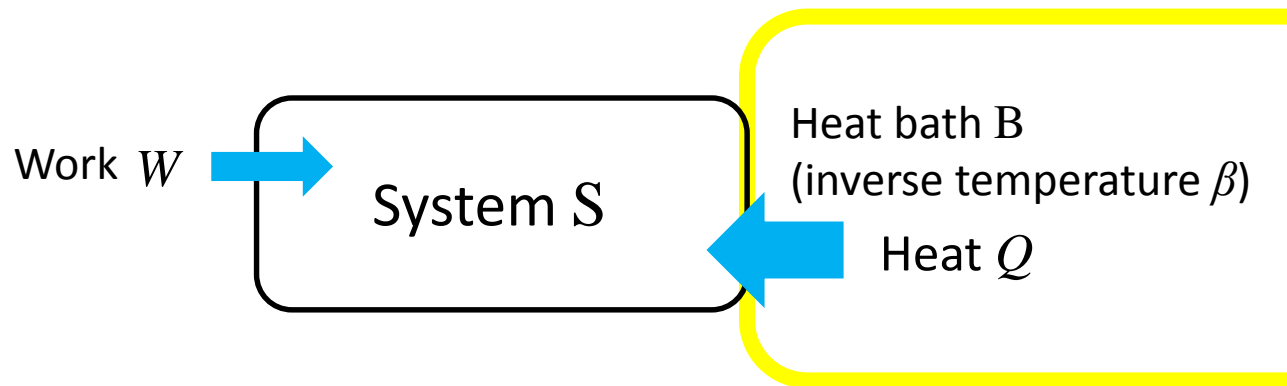 Work W
System S
Heat bath B
(inverse temperature β)
Heat Q